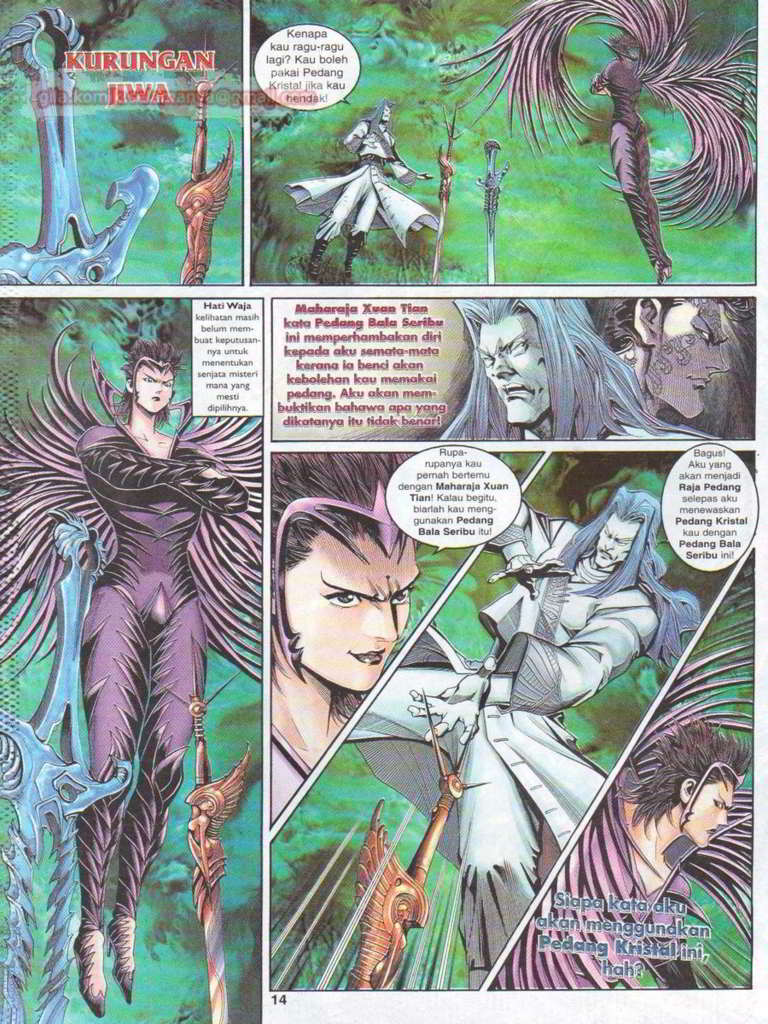 KURUNGAN
JIWA
Kenapa
kau ragu-ragu
lagi? Kau boleh
pakai Pedang
Kristal jika kau
hendak!
Hati Waja
kelihatan masih
belum mem-
buat keputusan-
nya untuk
menentukan
senjata misteri
mana yang
mesti
dipilihnya.
Maharaja Xuan Tian
kata Pedang Bala Seribu
ini memperhambakan diri
kepada aku semata-mata
kerana ia benci akan
kebolehan kau memakai
pedang. Aku akan mem-
buktikan bahawa apa yang
dikatanya itu tidak benar!
Rupa-
rupanya kau
pernah bertemu
dengan Maharaja Xuan
Tian! Kalau begitu,
biarlah kau meng-
gunakan Pedang
Bala Seribu itu!
Bagus!
Aku yang
akan menjadi
Raja Pedang
selepas aku
menewaskan
Pedang Kristal
kau dengan
Pedang Bala
Seribu ini!
Siapa kata aku
akan menggunakan
Pedang Kristal ini,
hah?
14